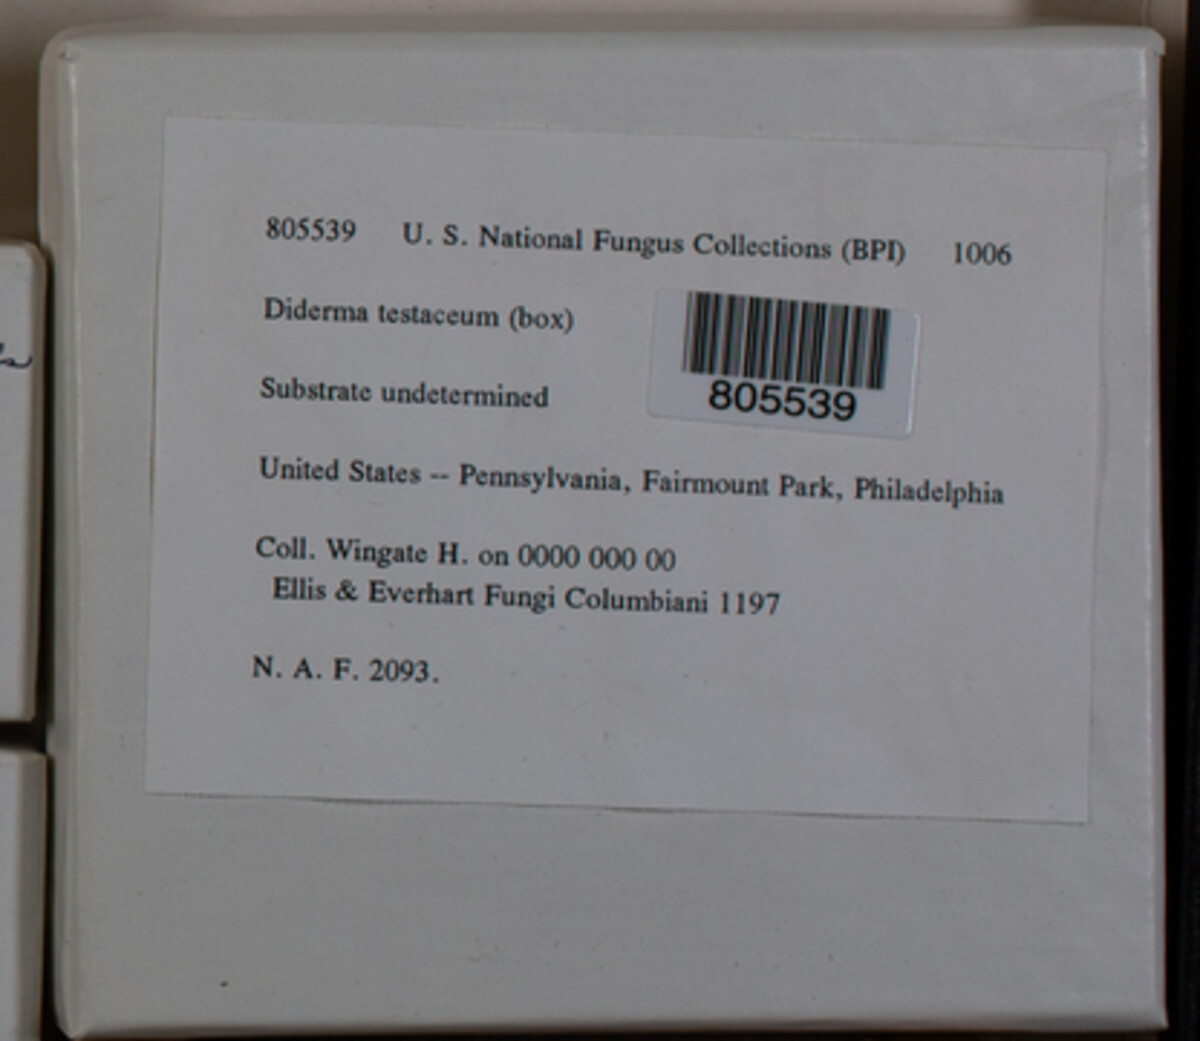 805539 U. S. National Fungus Collections (BPI) 1006
Diderma testaceum (box)
805539
Substrate undetermined
United States -- Pennsylvania, Fairmount Park, Philadelphia
Coll. Wingate H. on 0000 000 00
Ellis & Everhart Fungi Columbiani 1197
N. A. F. 2093.